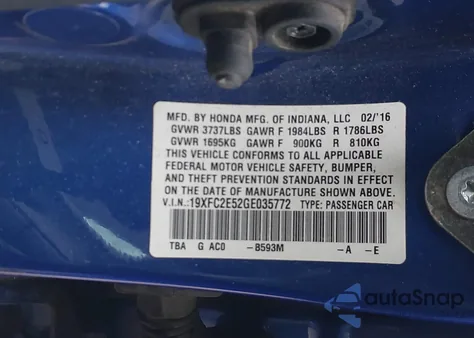 MFD. BY HONDA MFG. OF INDIANA, LLC 02/'16
GVWR 3737LBS GAWR F 1984LBS R 1786LBS
GVWR 1695KG GAWR F 900KG R 810KG
THIS VEHICLE CONFORMS TO ALL APPLICABLE
FEDERAL MOTOR VEHICLE SAFETY, BUMPER,
AND THEFT PREVENTION STANDARDS IN EFFECT
ON THE DATE OF MANUFACTURE SHOWN ABOVE.
V.I.N.: 19XFC2E52GE035772 TYPE: PASSENGER CAR
TBA G AC0 -B593M -A -E
autoSnap